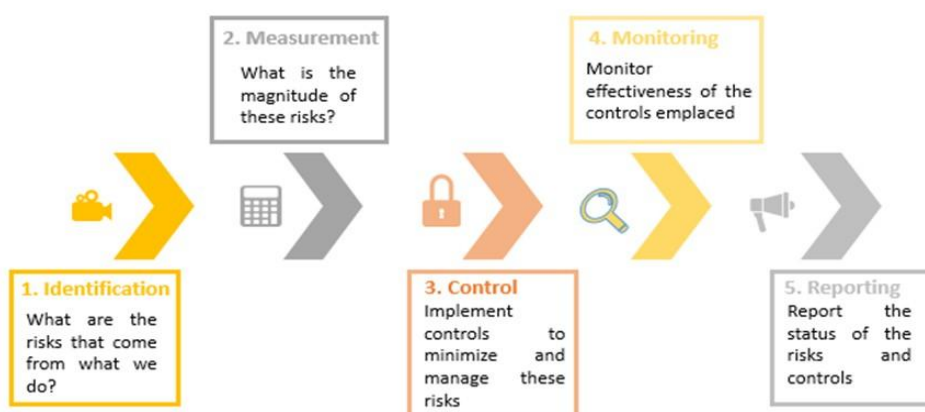 1. Identification
What are the
risks that come
from what we
do?
2. Measurement
What is the
magnitude of
these risks?
3. Control
Implement
controls to
minimize and
manage these
risks
4. Monitoring
Monitor
effectiveness of the
controls emplaced
5. Reporting
Report the
status of the
risks and
controls